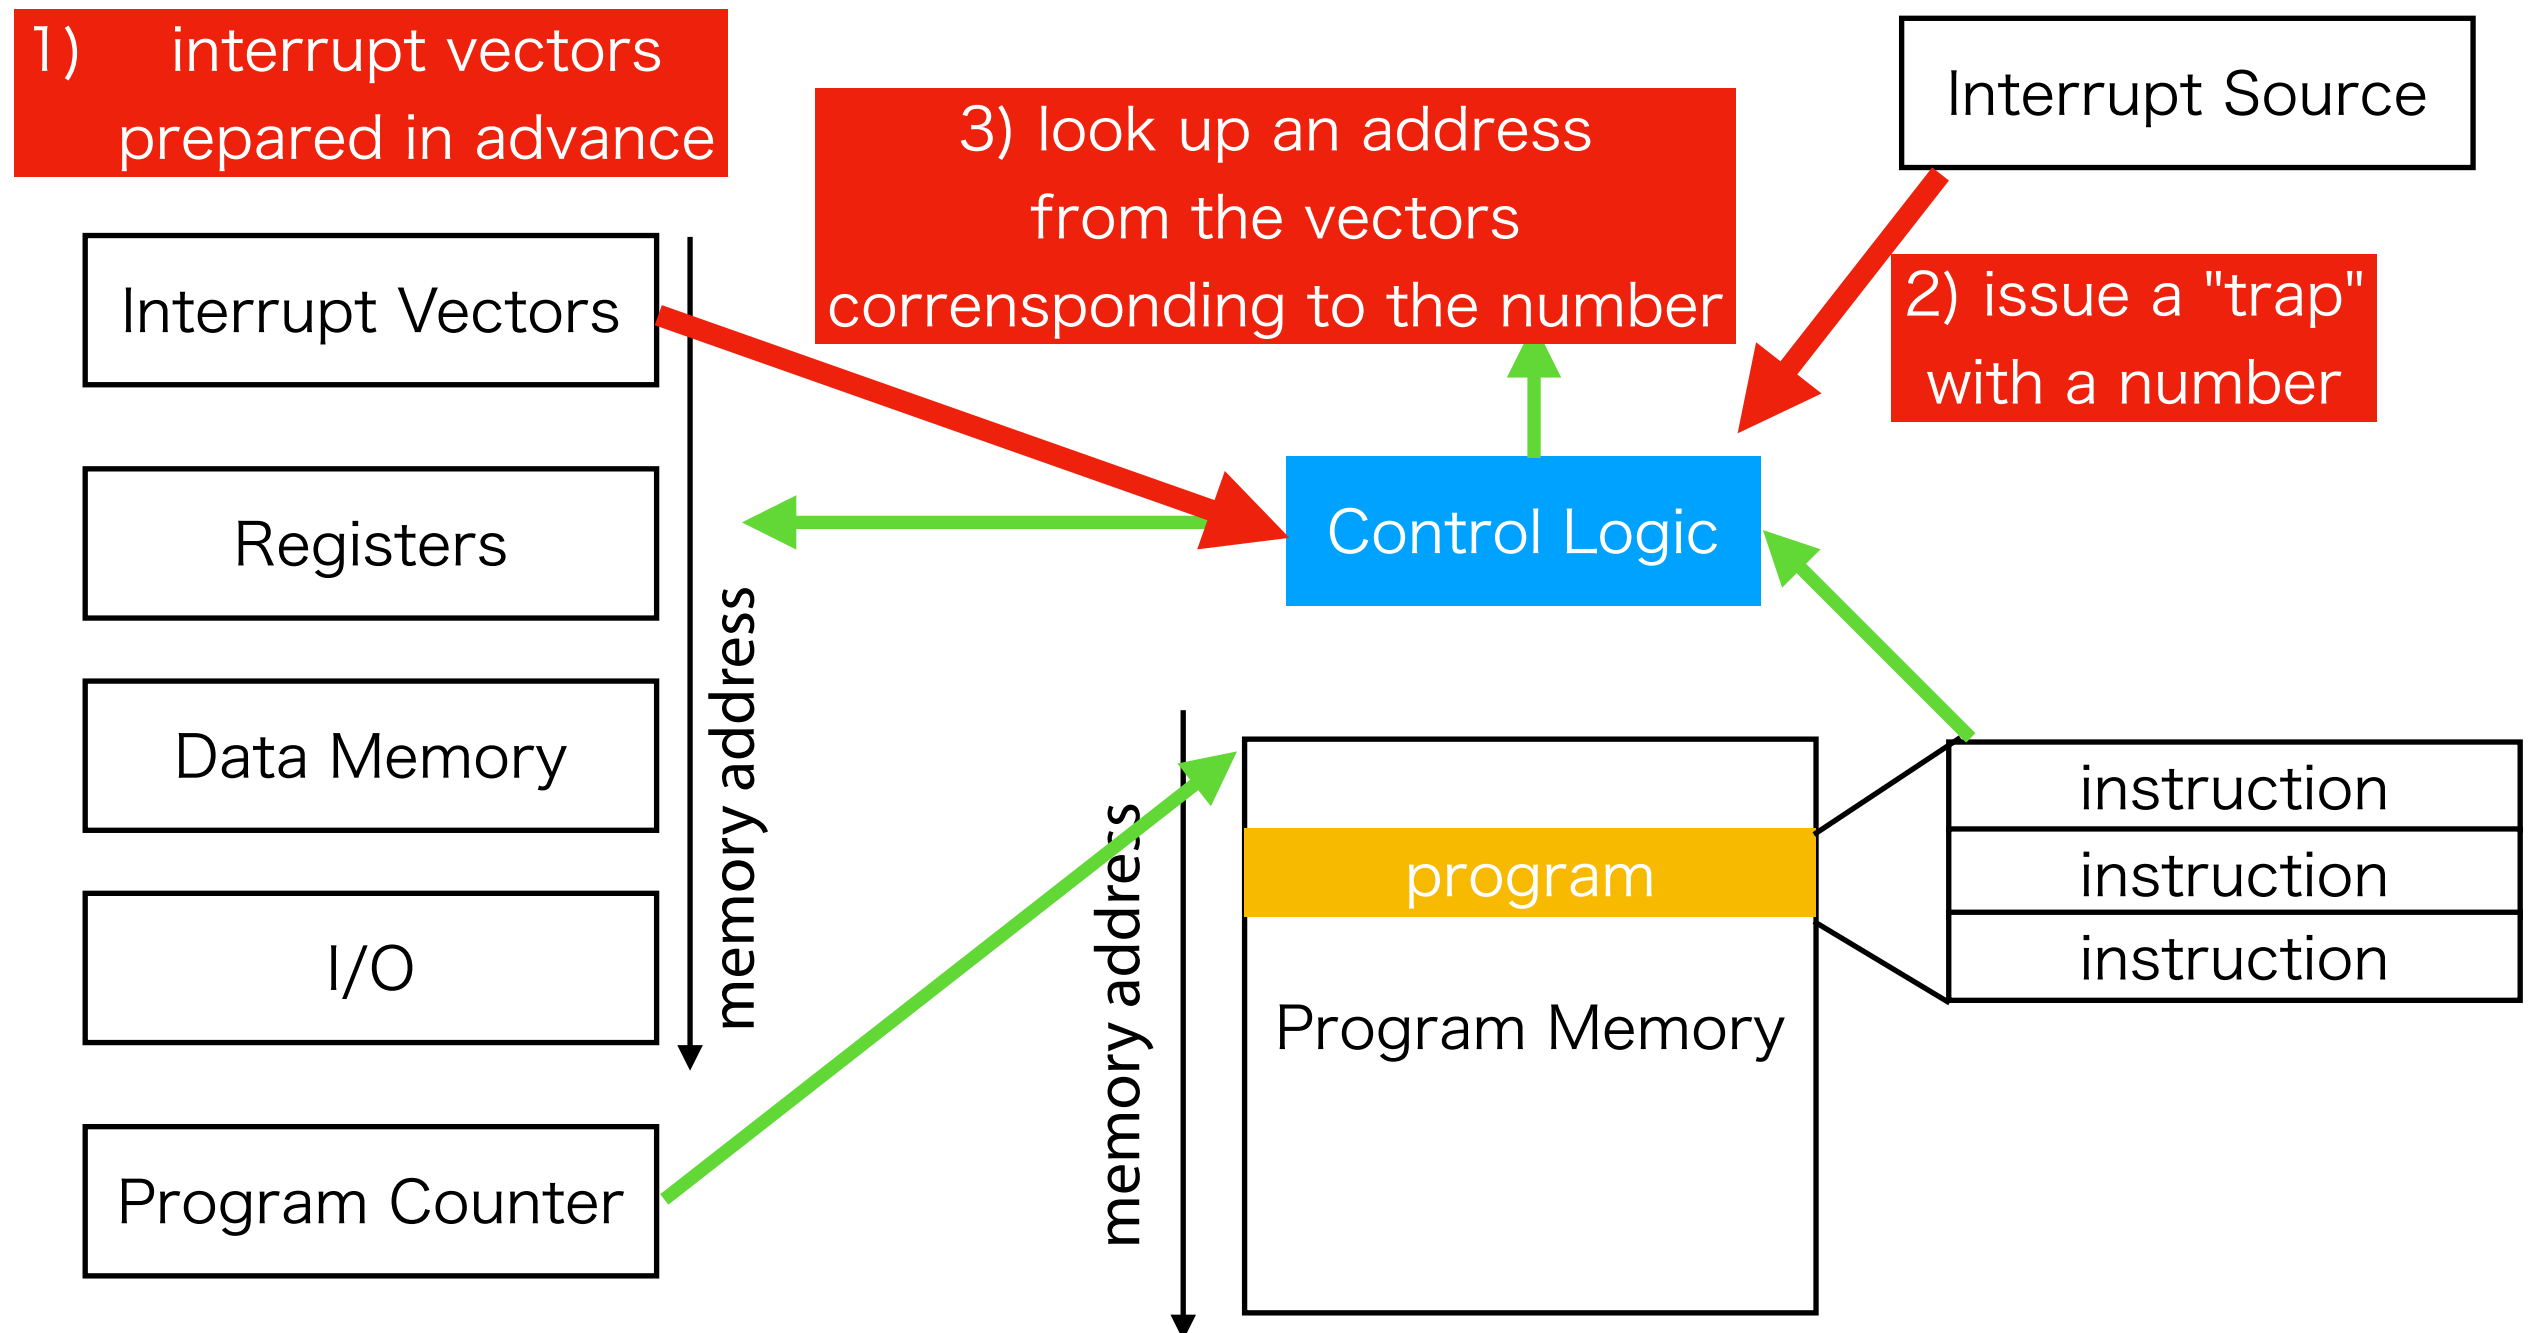 1) interrupt vectors
prepared in advance
3) look up an address
from the vectors
corrensponding to the number
Interrupt Source
2) issue a "trap"
with a number
Interrupt Vectors
Registers
Data Memory
I/O
Program Counter
memory address
Control Logic
memory address
program
Program Memory
instruction
instruction
instruction